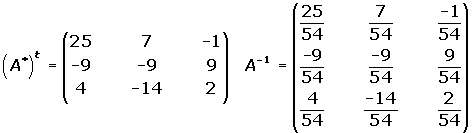 (A*)ᵗ = ( 25 7 -1 ; -9 -9 9 ; 4 -14 2 ) A⁻¹ = ( 25/54 7/54 -1/54 ; -9/54 -9/54 9/54 ; 4/54 -14/54 2/54 )